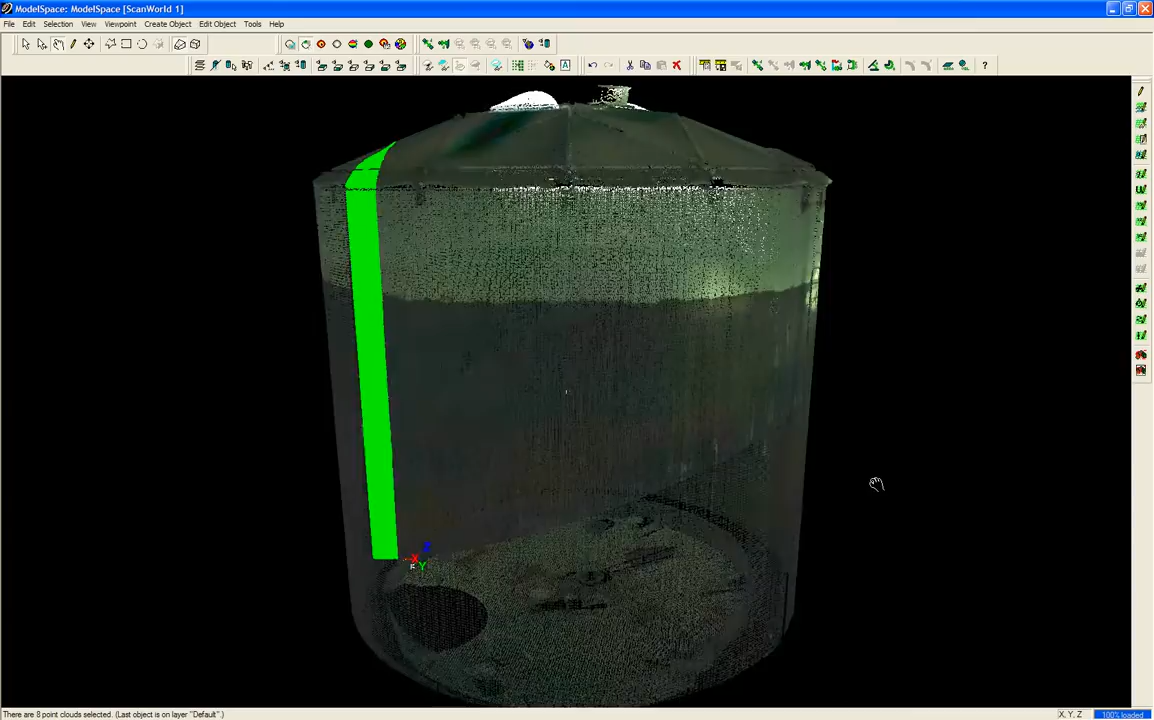 ModelSpace: ModelSpace [ScanWorld 1]
File Edit Selection View Viewpoint Create Object Edit Object Tools Help
A ?
X Z
Y
There are 8 point clouds selected. (Last object is on layer "Default".) X, Y, Z 100% loaded